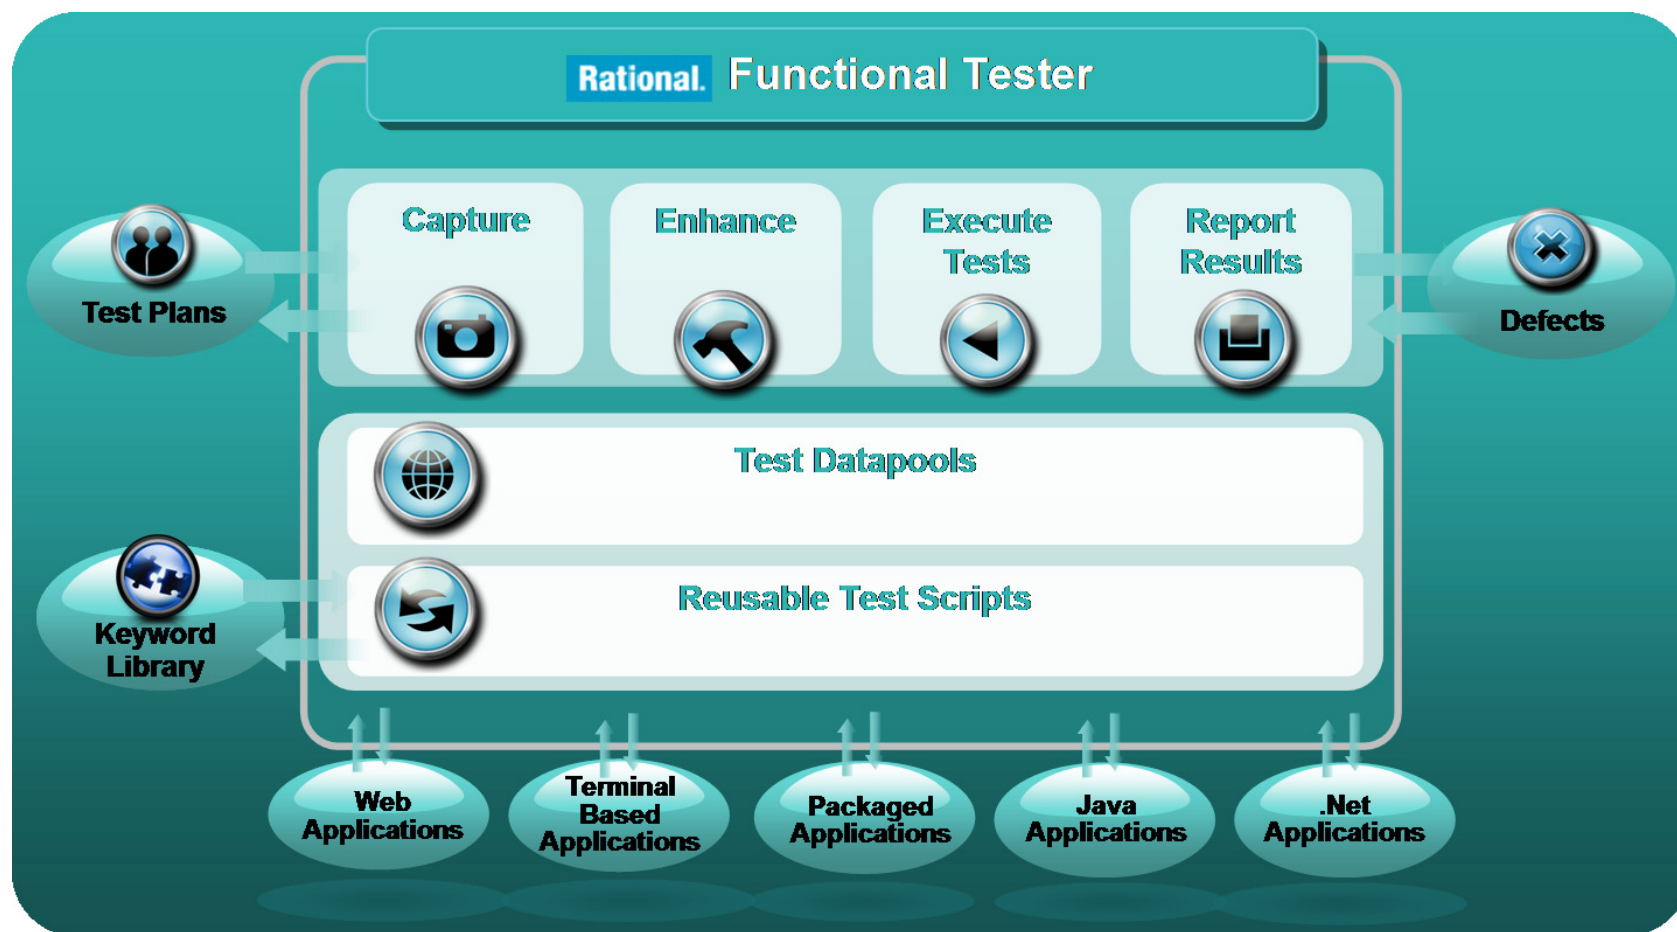 Rational. Functional Tester
Capture
Enhance
Execute
Tests
Report
Results
Test Plans
Defects
Test Datapools
Keyword
Library
Reusable Test Scripts
Web
Applications
Terminal
Based
Applications
Packaged
Applications
Java
Applications
.Net
Applications